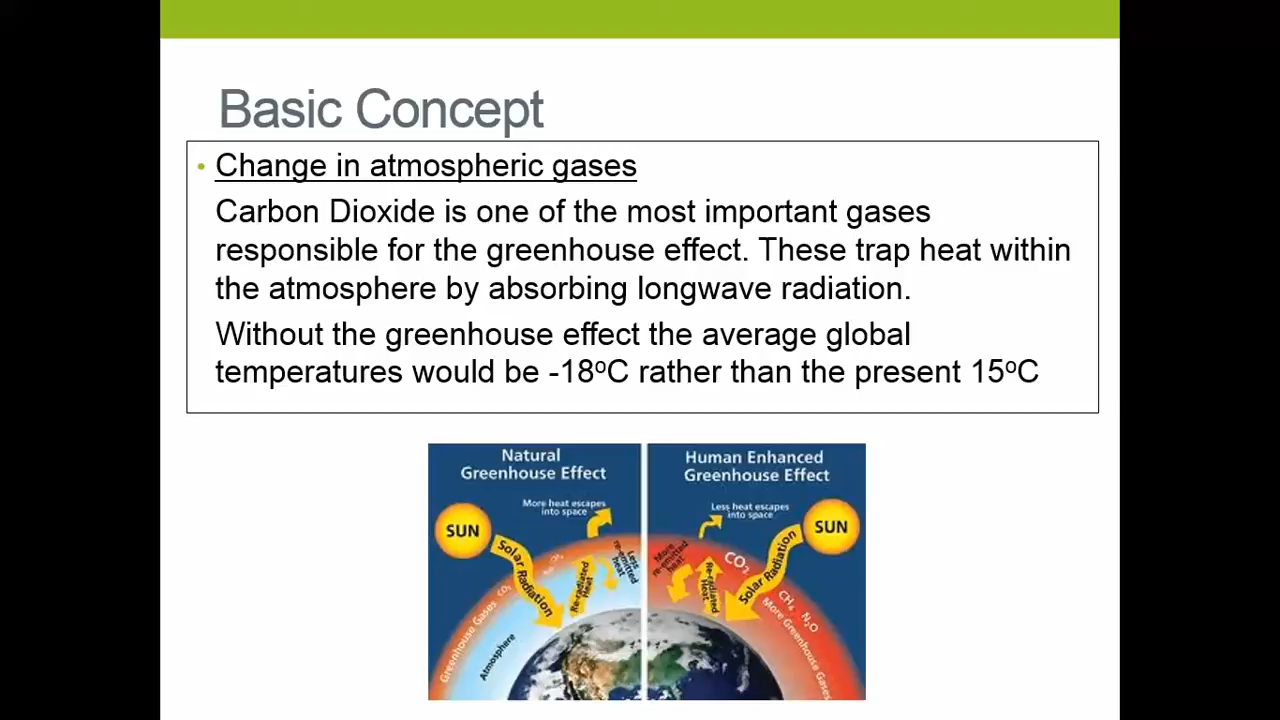 Basic Concept
• Change in atmospheric gases
Carbon Dioxide is one of the most important gases
responsible for the greenhouse effect. These trap heat within
the atmosphere by absorbing longwave radiation.
Without the greenhouse effect the average global
temperatures would be -18ºC rather than the present 15ºC
Natural
Greenhouse Effect
More heat escapes
into space
SUN
Solar Radiation
Re-radiated
Heat
Less
re-emitted
heat
CO₂
CH₄
Greenhouse Gases
Atmosphere
Human Enhanced
Greenhouse Effect
Less heat escapes
into space
SUN
Solar Radiation
More
re-emitted
heat
Re-radiated
Heat
CO₂
CH₄
N₂O
More Greenhouse Gases